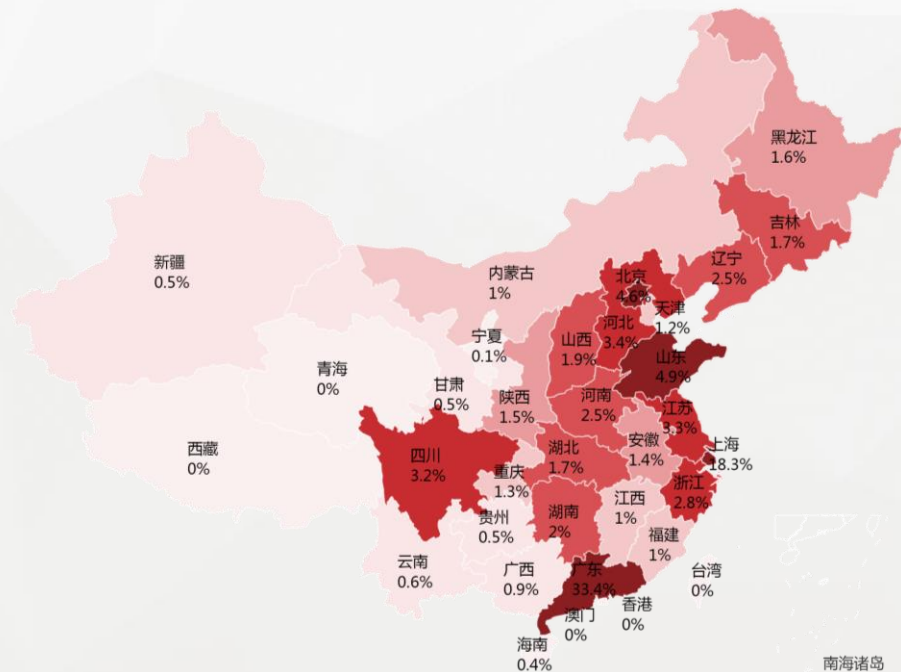 黑龙江
1.6%
吉林
1.7%
辽宁
2.5%
新疆
0.5%
内蒙古
1%
北京
4.6%
天津
1.2%
河北
3.4%
宁夏
0.1%
山西
1.9%
山东
4.9%
青海
0%
甘肃
0.5%
陕西
1.5%
河南
2.5%
江苏
3.3%
西藏
0%
四川
3.2%
重庆
1.3%
湖北
1.7%
安徽
1.4%
上海
18.3%
浙江
2.8%
贵州
0.5%
湖南
2%
江西
1%
福建
1%
云南
0.6%
广西
0.9%
广东
33.4%
台湾
0%
香港
0%
澳门
0%
海南
0.4%
南海诸岛